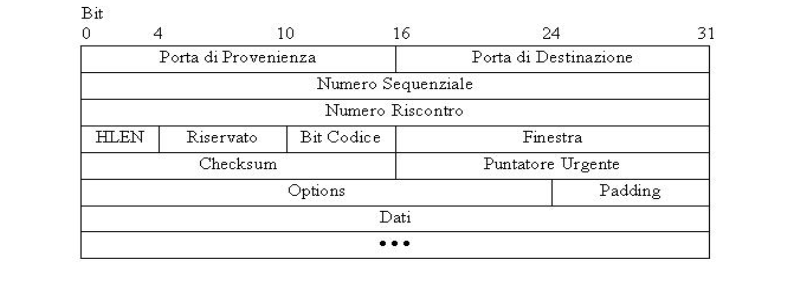 Bit
0 4 10 16 24 31
Porta di Provenienza Porta di Destinazione
Numero Sequenziale
Numero Riscontro
HLEN Riservato Bit Codice Finestra
Checksum Puntatore Urgente
Options Padding
Dati
•••